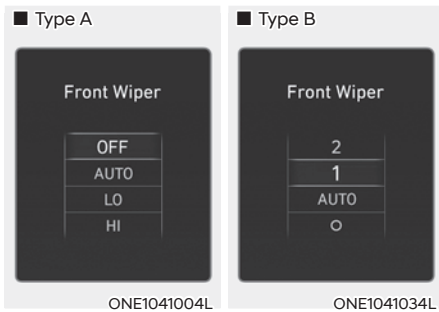 ■ Type A
Front Wiper
OFF
AUTO
LO
HI
ONE1041004L
■ Type B
Front Wiper
2
1
AUTO
O
ONE1041034L